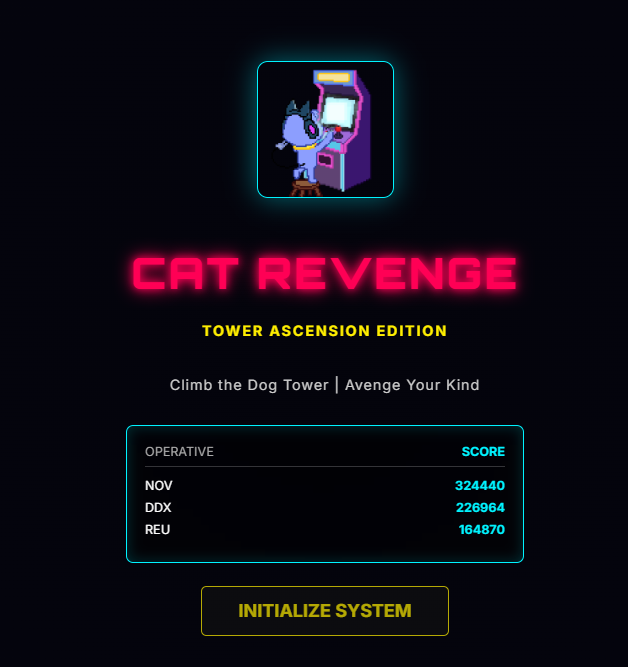 CAT REVENGE
TOWER ASCENSION EDITION
Climb the Dog Tower | Avenge Your Kind
OPERATIVE SCORE
NOV 324440
DDX 226964
REU 164870
INITIALIZE SYSTEM